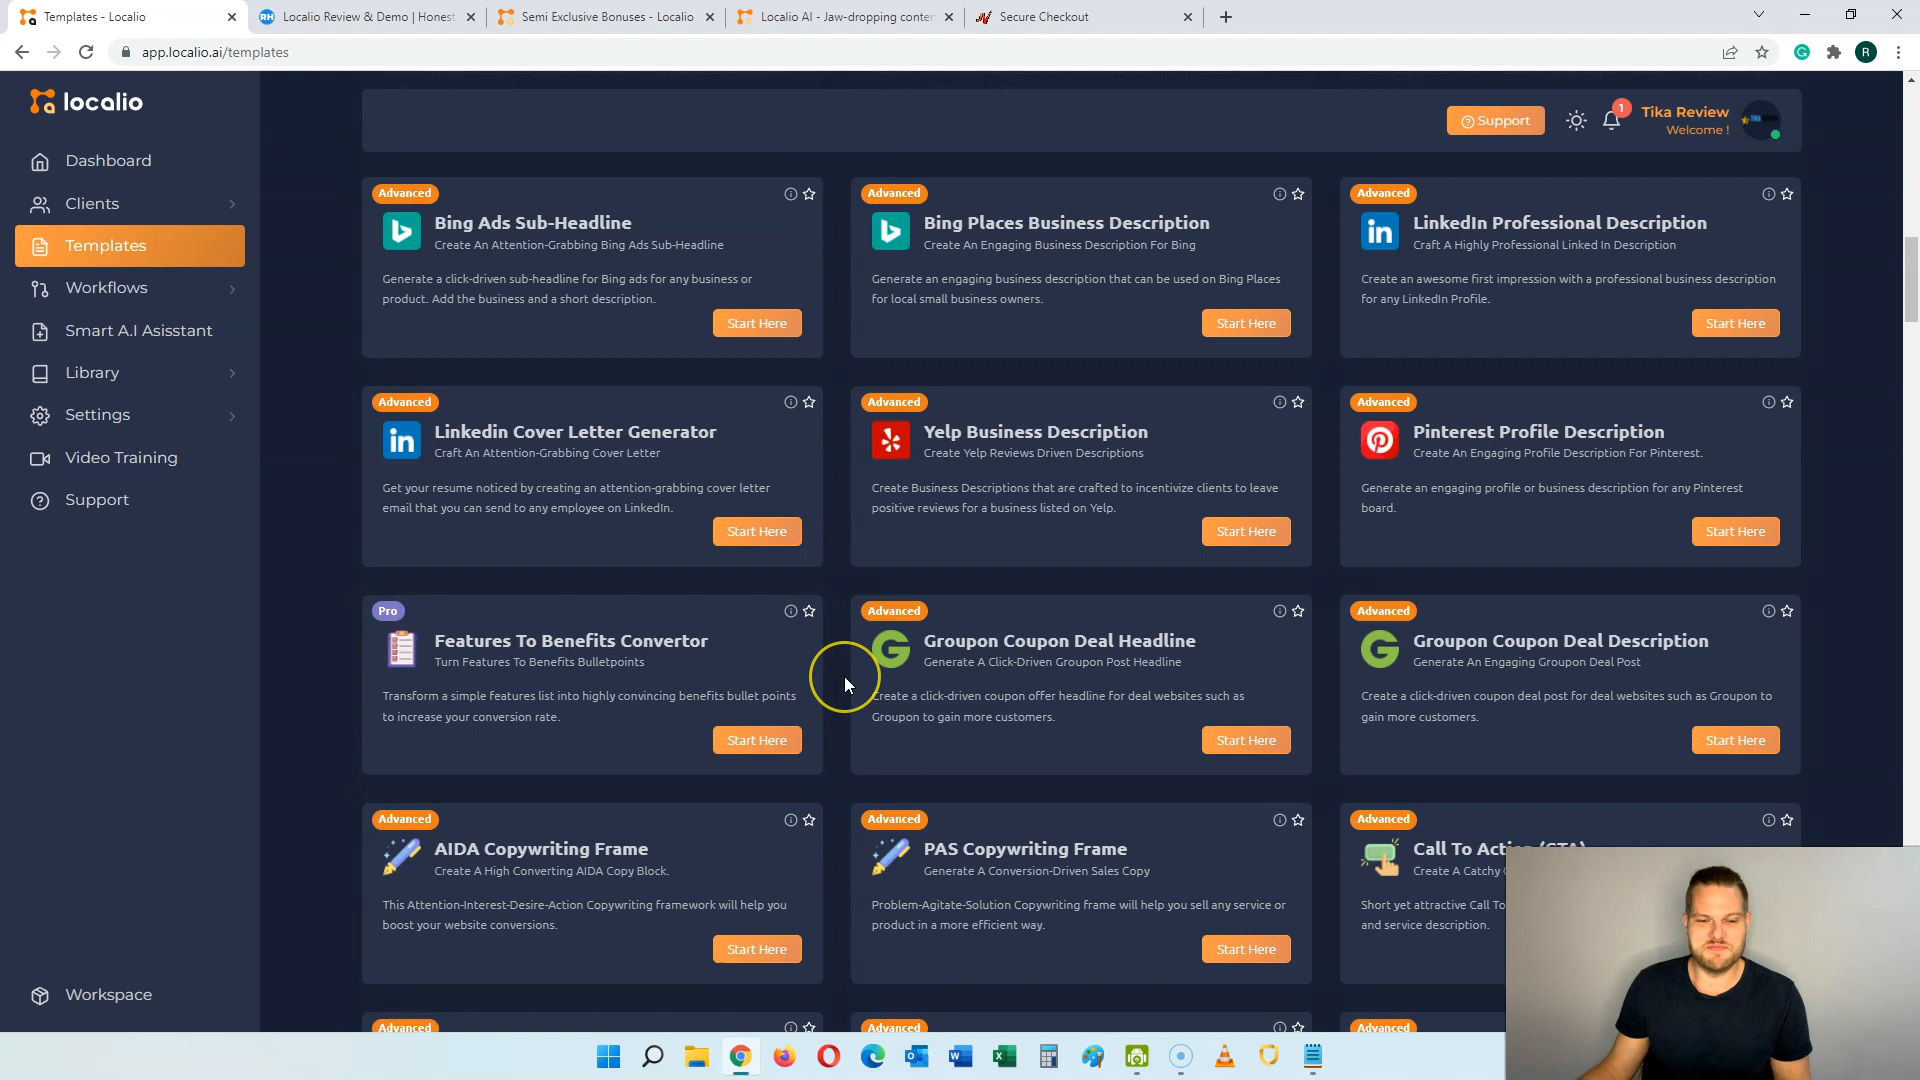 Templates - Localio
Localio Review & Demo | Honest
Semi Exclusive Bonuses - Localio
Localio AI - Jaw-dropping conten
Secure Checkout
app.localio.ai/templates
R
localio
Support
1
Tika Review
Welcome !
Dashboard
Clients
Templates
Workflows
Smart A.I Asisstant
Library
Settings
Video Training
Support
Workspace
Advanced
Bing Ads Sub-Headline
Create An Attention-Grabbing Bing Ads Sub-Headline
Generate a click-driven sub-headline for Bing ads for any business or
product. Add the business and a short description.
Start Here
Advanced
Bing Places Business Description
Create An Engaging Business Description For Bing
Generate an engaging business description that can be used on Bing Places
for local small business owners.
Start Here
Advanced
LinkedIn Professional Description
Craft A Highly Professional Linked In Description
Create an awesome first impression with a professional business description
for any LinkedIn Profile.
Start Here
Advanced
Linkedin Cover Letter Generator
Craft An Attention-Grabbing Cover Letter
Get your resume noticed by creating an attention-grabbing cover letter
email that you can send to any employee on LinkedIn.
Start Here
Advanced
Yelp Business Description
Create Yelp Reviews Driven Descriptions
Create Business Descriptions that are crafted to incentivize clients to leave
positive reviews for a business listed on Yelp.
Start Here
Advanced
Pinterest Profile Description
Create An Engaging Profile Description For Pinterest.
Generate an engaging profile or business description for any Pinterest
board.
Start Here
Pro
Features To Benefits Convertor
Turn Features To Benefits Bulletpoints
Transform a simple features list into highly convincing benefits bullet points
to increase your conversion rate.
Start Here
Advanced
Groupon Coupon Deal Headline
Generate A Click-Driven Groupon Post Headline
Create a click-driven coupon offer headline for deal websites such as
Groupon to gain more customers.
Start Here
Advanced
Groupon Coupon Deal Description
Generate An Engaging Groupon Deal Post
Create a click-driven coupon deal post for deal websites such as Groupon to
gain more customers.
Start Here
Advanced
AIDA Copywriting Frame
Create A High Converting AIDA Copy Block.
This Attention-Interest-Desire-Action Copywriting framework will help you
boost your website conversions.
Start Here
Advanced
PAS Copywriting Frame
Generate A Conversion-Driven Sales Copy
Problem-Agitate-Solution Copywriting frame will help you sell any service or
product in a more efficient way.
Start Here
Advanced
Call To Action (CTA)
Create A Catchy
Short yet attractive Call To
and service description.
Advanced
Advanced
Advanced